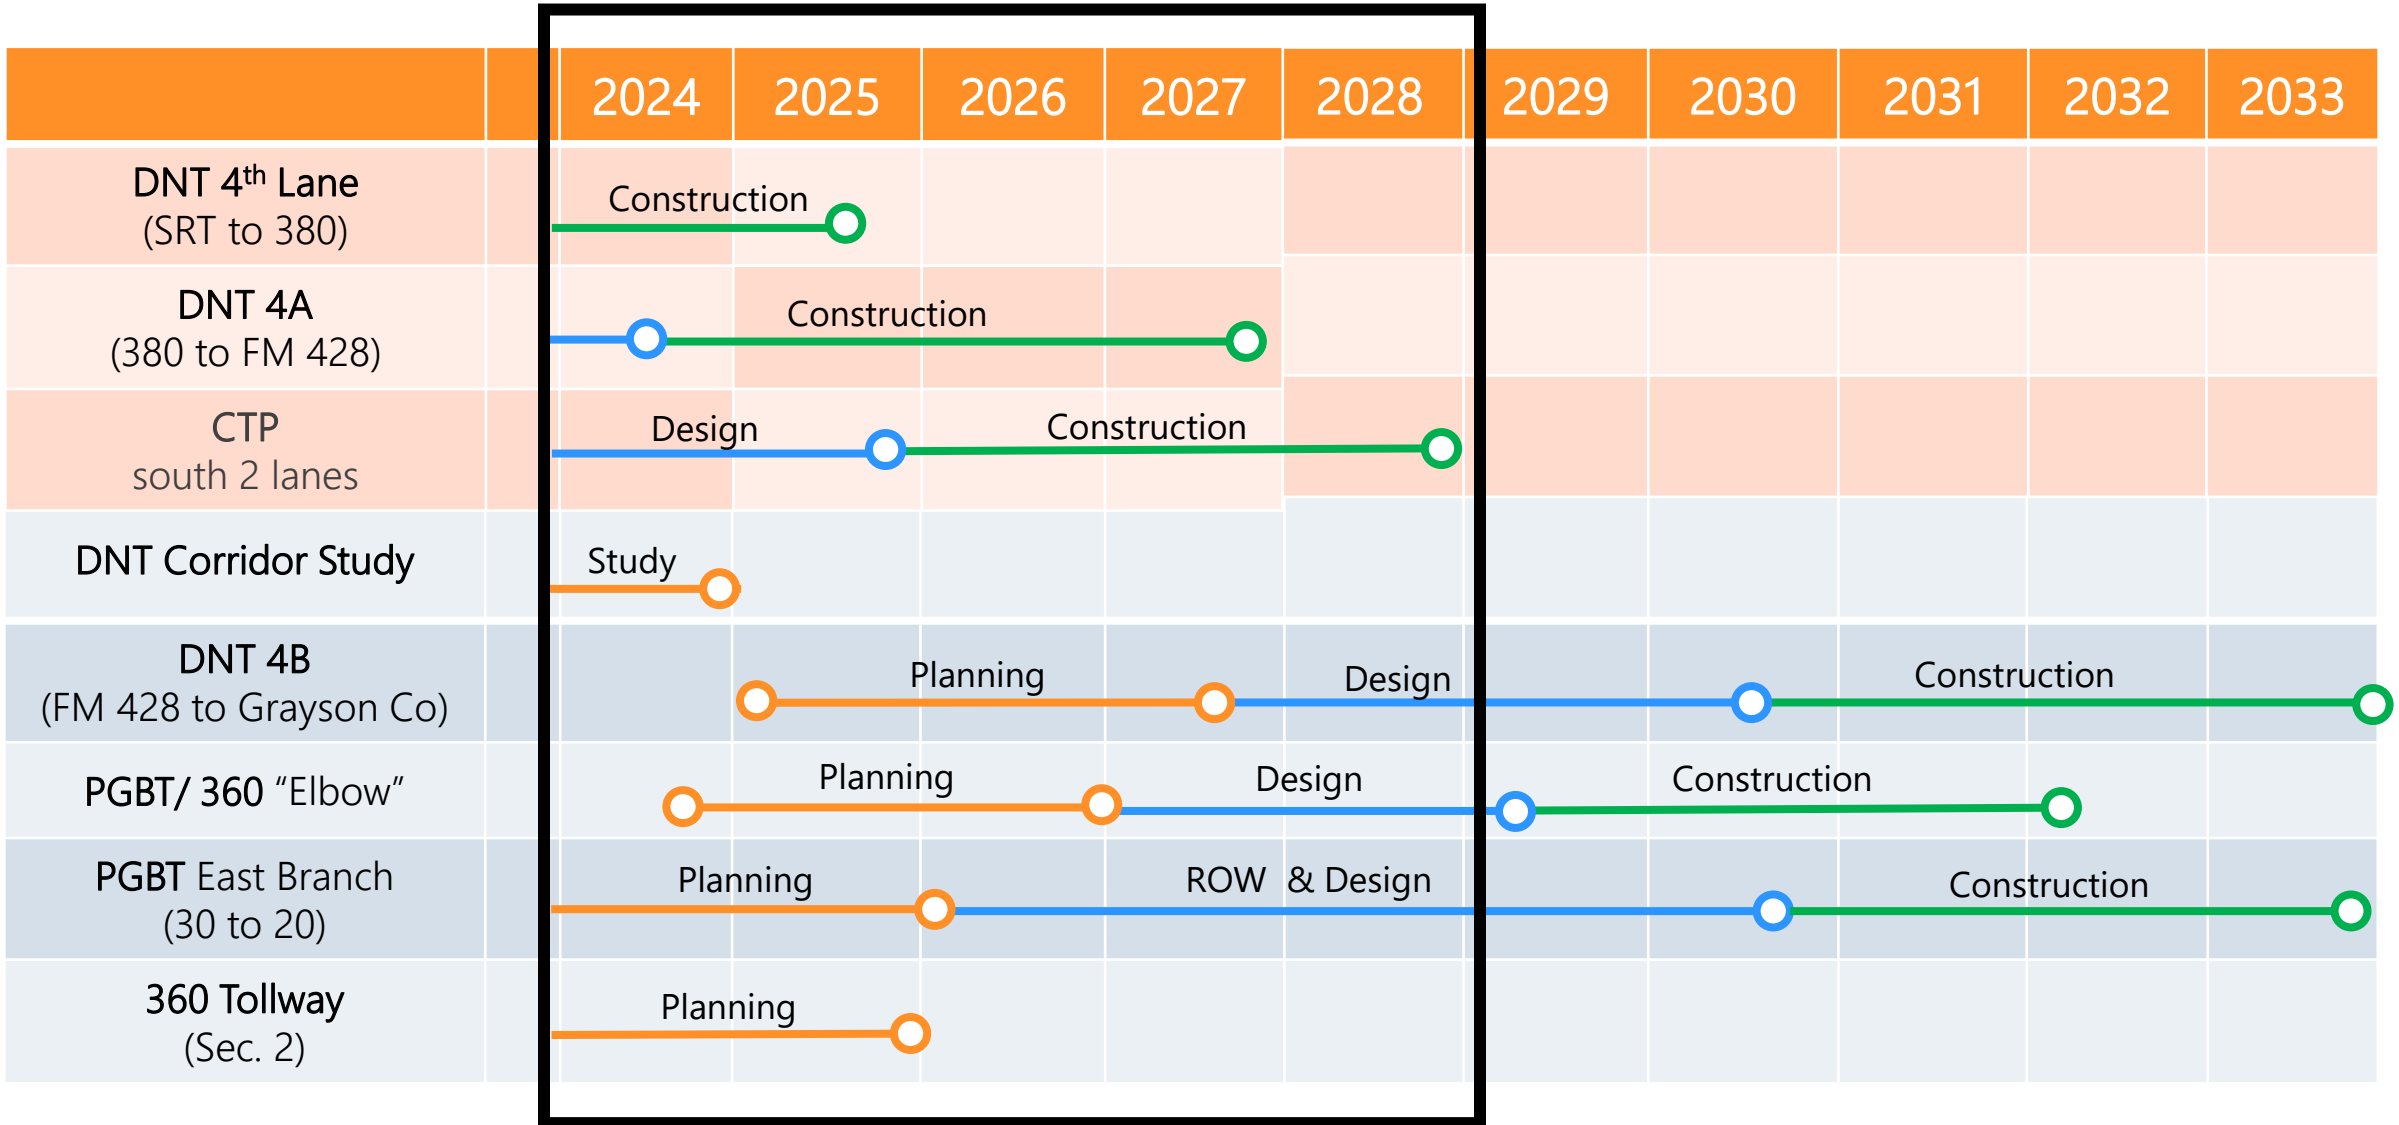 2024 2025 2026 2027 2028 2029 2030 2031 2032 2033
DNT 4th Lane
(SRT to 380)
Construction
DNT 4A
(380 to FM 428)
Construction
CTP
south 2 lanes
Design Construction
DNT Corridor Study
Study
DNT 4B
(FM 428 to Grayson Co)
Planning Design Construction
PGBT/ 360 “Elbow”
Planning Design Construction
PGBT East Branch
(30 to 20)
Planning ROW & Design Construction
360 Tollway
(Sec. 2)
Planning